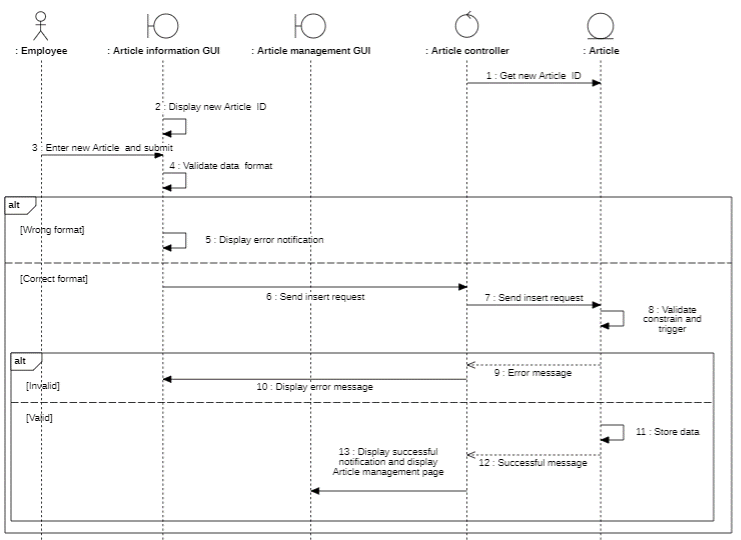 : Employee
: Article information GUI
: Article management GUI
: Article controller
: Article
1 : Get new Article ID
2 : Display new Article ID
3 : Enter new Article and submit
4 : Validate data format
alt
[Wrong format]
5 : Display error notification
[Correct format]
6 : Send insert request
7 : Send insert request
8 : Validate
constrain and
trigger
alt
9 : Error message
[Invalid]
10 : Display error message
[Valid]
11 : Store data
12 : Successful message
13 : Display successful
notification and display
Article management page